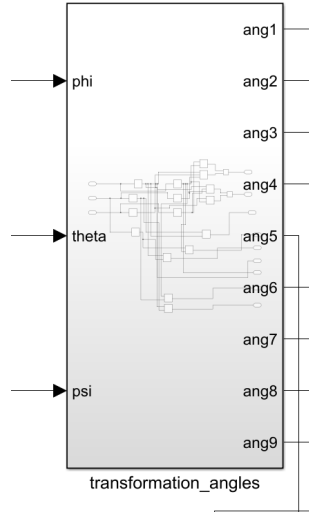 ang1
phi
ang2
ang3
ang4
theta
ang5
ang6
ang7
psi
ang8
ang9
transformation_angles